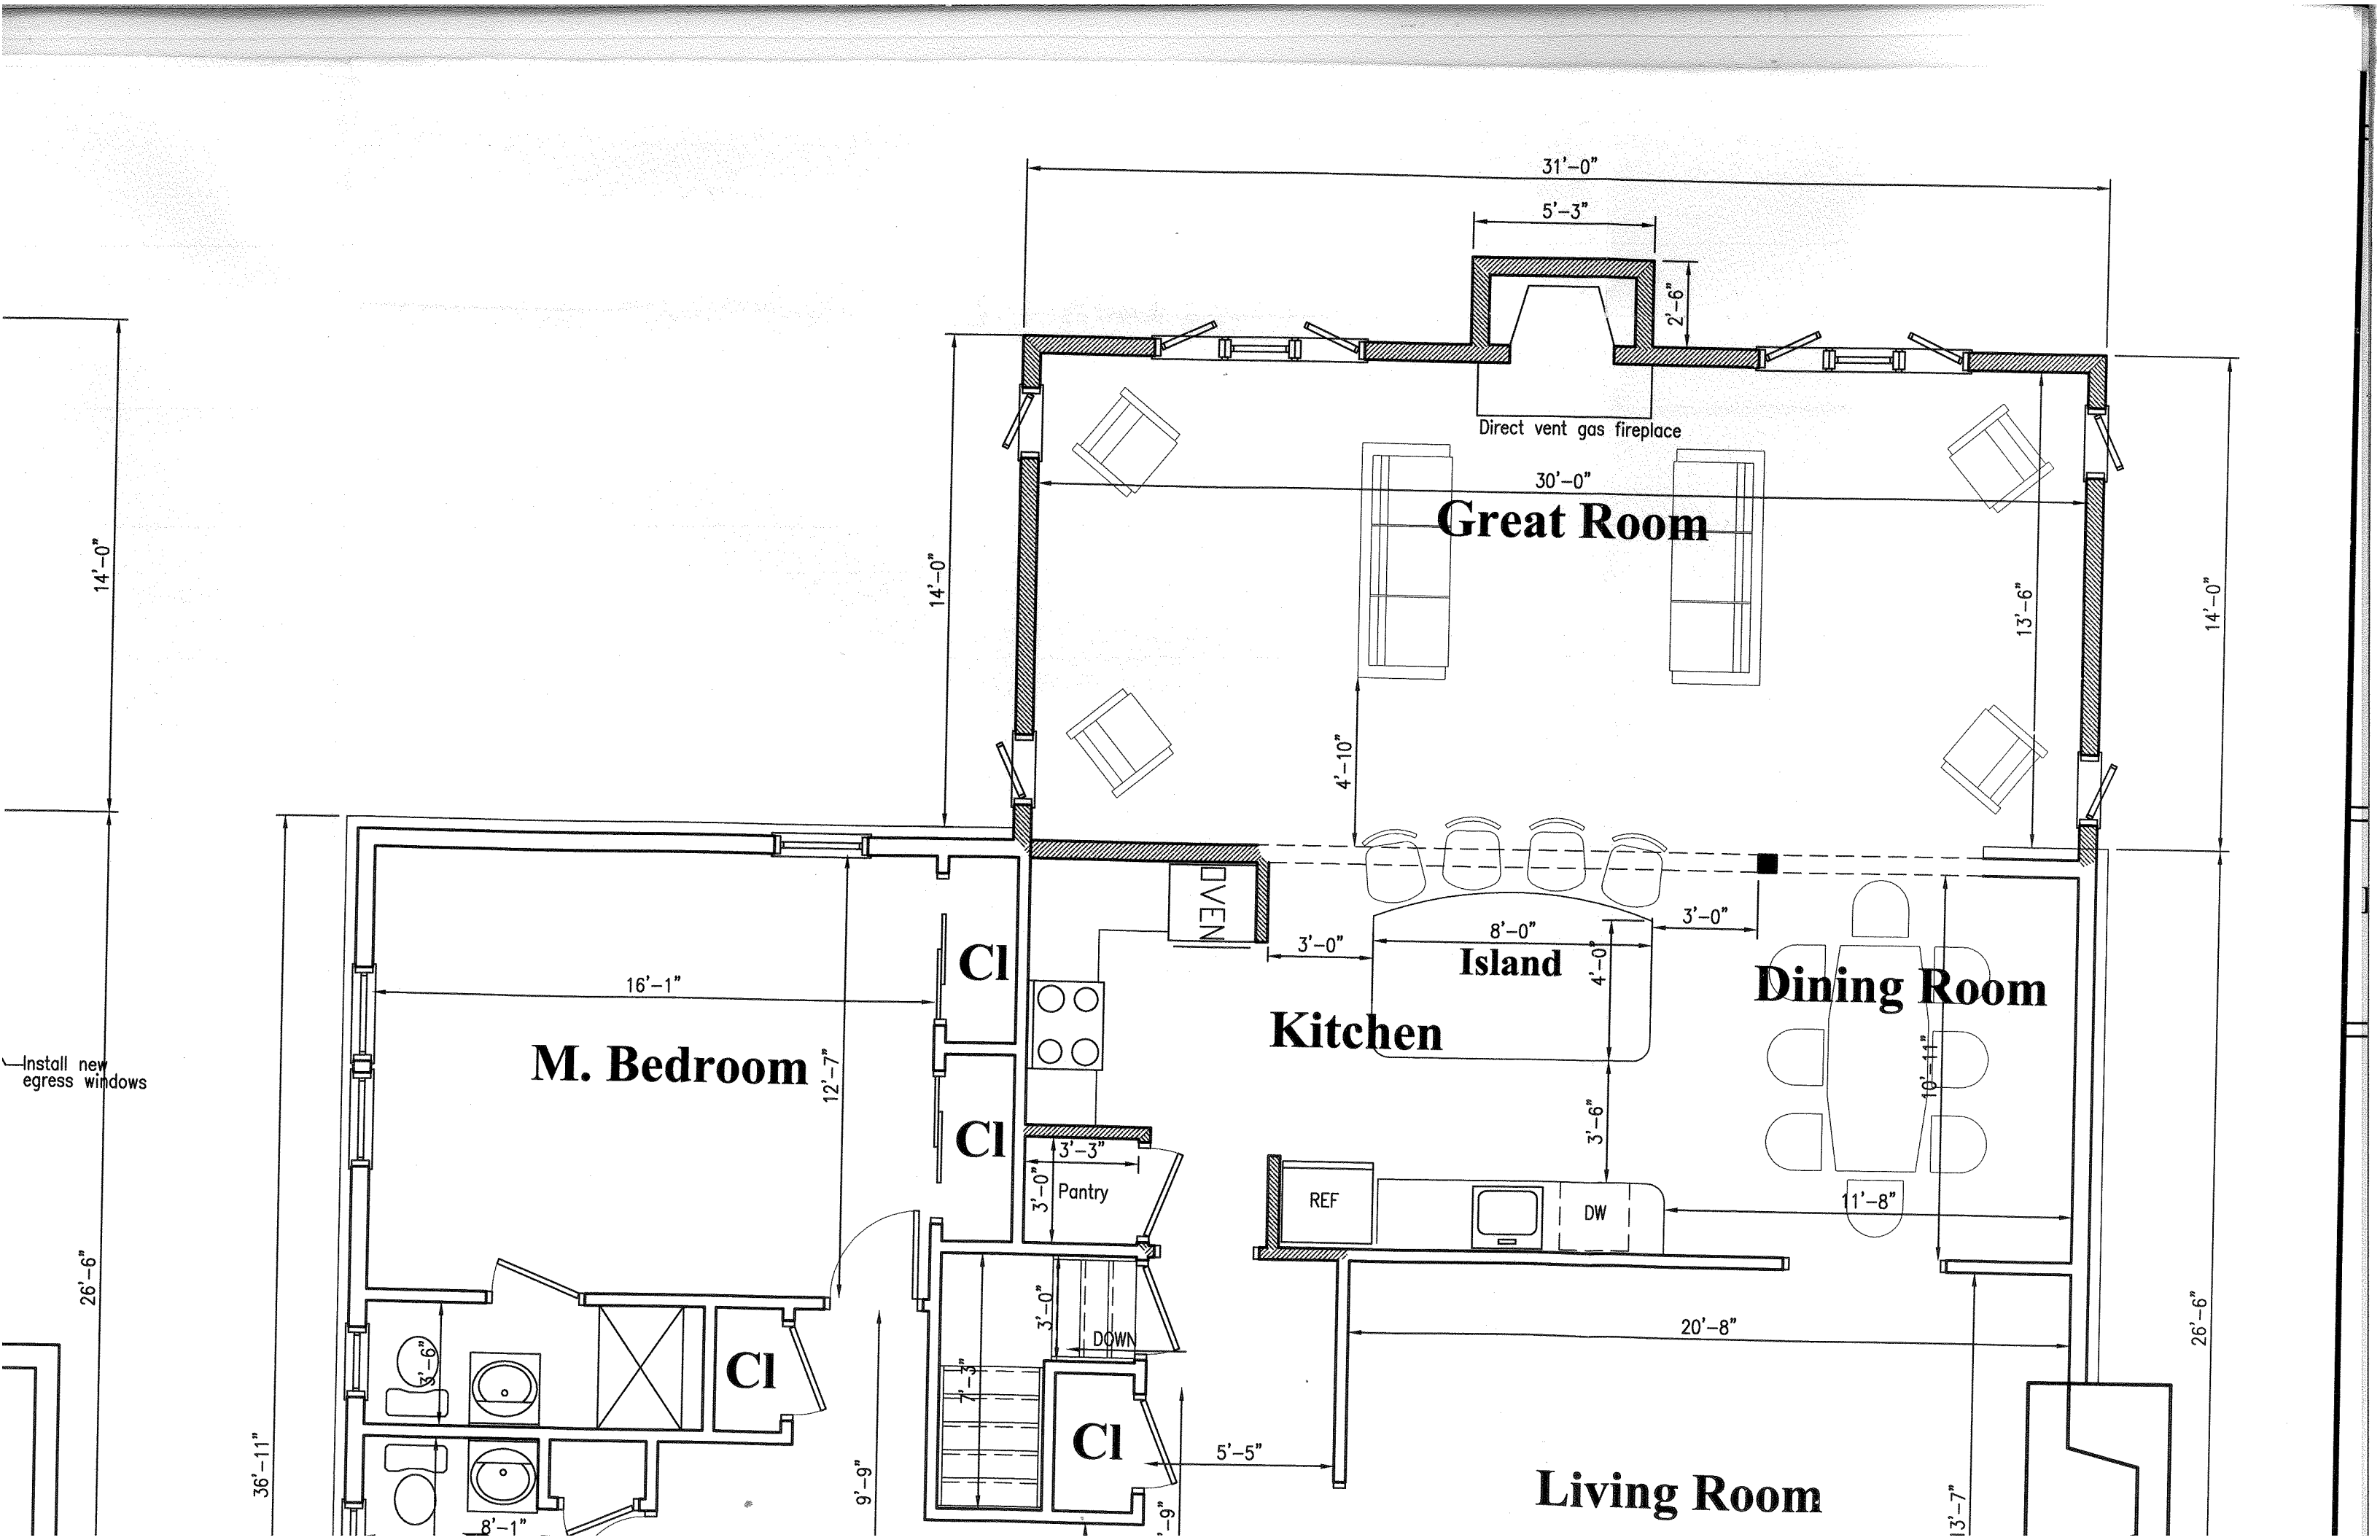 31'-0"
5'-3"
2'-6"
Direct vent gas fireplace
30'-0"
Great Room
14'-0"
14'-0"
13'-6"
14'-0"
4'-10"
OVEN
3'-0"
8'-0"
Island
4'-0"
3'-0"
Dining Room
10'-11"
Kitchen
Cl
16'-1"
M. Bedroom
12'-7"
Install new
egress windows
Cl
3'-3"
3'-0"
Pantry
3'-6"
REF
DW
11'-8"
26'-6"
3'-0"
DOWN
20'-8"
26'-6"
3'-6"
Cl
7'-3"
Cl
5'-5"
36'-11"
9'-9"
Living Room
13'-7"
8'-1"
'-9"